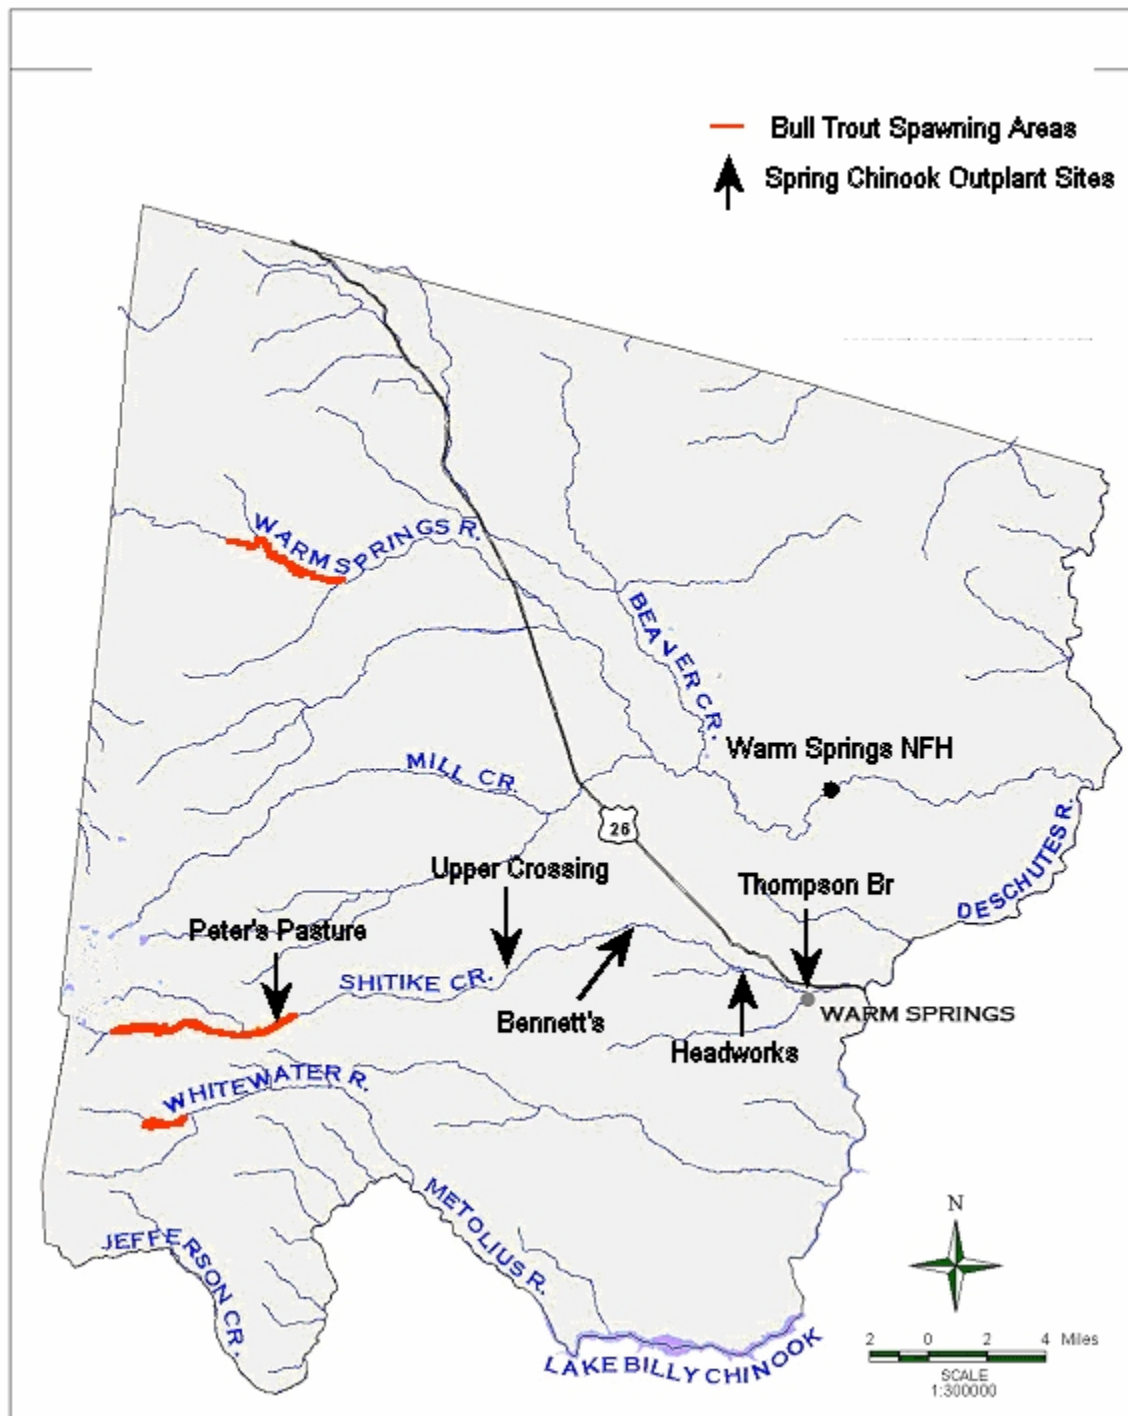 Bull Trout Spawning Areas
Spring Chinook Outplant Sites
WARM SPRINGS R.
BEAVER CR.
Warm Springs NFH
MILL CR.
26
DESCHUTES R.
Upper Crossing
Thompson Br
Peter's Pasture
SHITIKE CR.
Bennett's
WARM SPRINGS
Headworks
WHITEWATER R.
METOLIUS R.
JEFFERSON CR.
LAKE BILLY CHINOOK
N
2 0 2 4 Miles
SCALE
1:300000